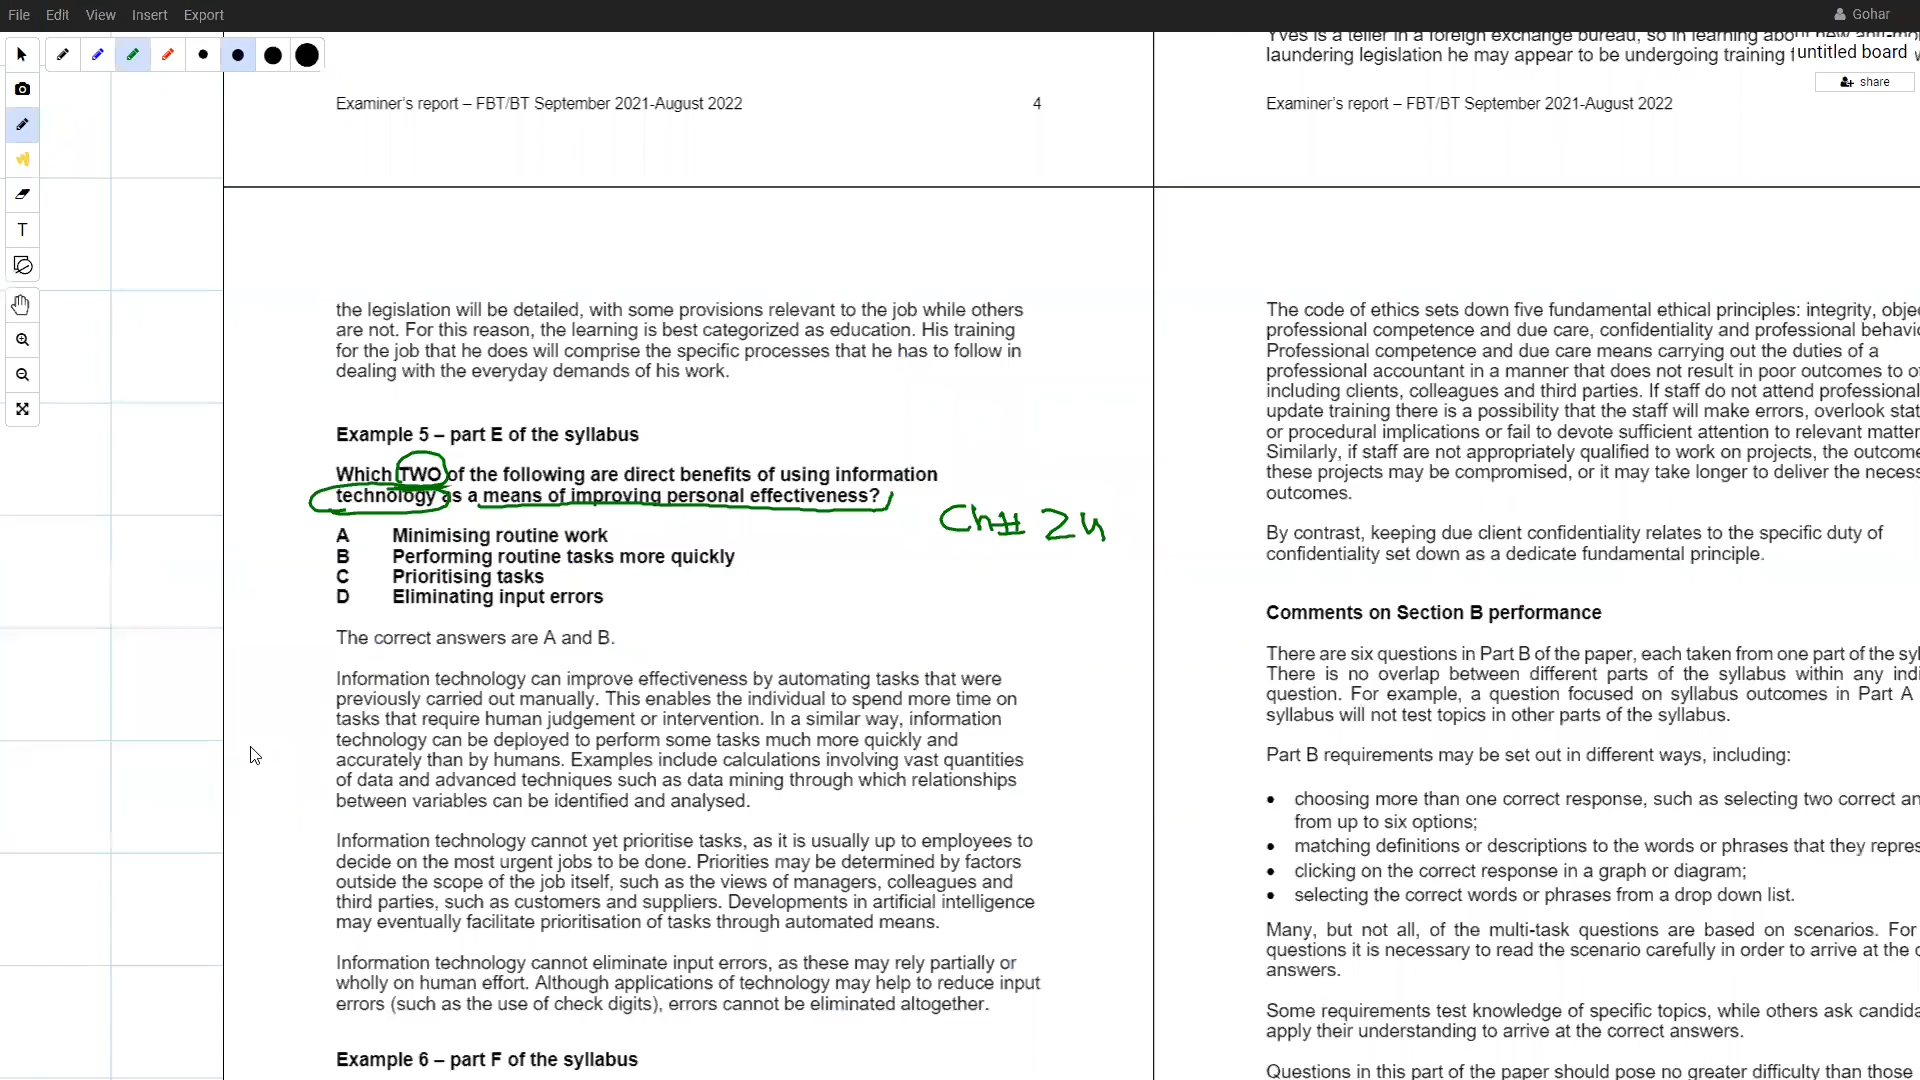 File Edit View Insert Export Gohar
untitled board
share
T
Examiner's report – FBT/BT September 2021-August 2022 4
the legislation will be detailed, with some provisions relevant to the job while others
are not. For this reason, the learning is best categorized as education. His training
for the job that he does will comprise the specific processes that he has to follow in
dealing with the everyday demands of his work.
Example 5 – part E of the syllabus
Which TWO of the following are direct benefits of using information
technology as a means of improving personal effectiveness?
Ch# 24
A Minimising routine work
B Performing routine tasks more quickly
C Prioritising tasks
D Eliminating input errors
The correct answers are A and B.
Information technology can improve effectiveness by automating tasks that were
previously carried out manually. This enables the individual to spend more time on
tasks that require human judgement or intervention. In a similar way, information
technology can be deployed to perform some tasks much more quickly and
accurately than by humans. Examples include calculations involving vast quantities
of data and advanced techniques such as data mining through which relationships
between variables can be identified and analysed.
Information technology cannot yet prioritise tasks, as it is usually up to employees to
decide on the most urgent jobs to be done. Priorities may be determined by factors
outside the scope of the job itself, such as the views of managers, colleagues and
third parties, such as customers and suppliers. Developments in artificial intelligence
may eventually facilitate prioritisation of tasks through automated means.
Information technology cannot eliminate input errors, as these may rely partially or
wholly on human effort. Although applications of technology may help to reduce input
errors (such as the use of check digits), errors cannot be eliminated altogether.
Example 6 – part F of the syllabus
Yves is a teller in a foreign exchange bureau, so in learning about new
laundering legislation he may appear to be undergoing training
Examiner's report – FBT/BT September 2021-August 2022
The code of ethics sets down five fundamental ethical principles: integrity,
professional competence and due care, confidentiality and professional
Professional competence and due care means carrying out the duties of a
professional accountant in a manner that does not result in poor outcomes to
including clients, colleagues and third parties. If staff do not attend professional
update training there is a possibility that the staff will make errors, overlook
or procedural implications or fail to devote sufficient attention to relevant
Similarly, if staff are not appropriately qualified to work on projects, the
these projects may be compromised, or it may take longer to deliver the
outcomes.
By contrast, keeping due client confidentiality relates to the specific duty of
confidentiality set down as a dedicate fundamental principle.
Comments on Section B performance
There are six questions in Part B of the paper, each taken from one part of the
There is no overlap between different parts of the syllabus within any
question. For example, a question focused on syllabus outcomes in Part A
syllabus will not test topics in other parts of the syllabus.
Part B requirements may be set out in different ways, including:
• choosing more than one correct response, such as selecting two correct
from up to six options;
• matching definitions or descriptions to the words or phrases that they
• clicking on the correct response in a graph or diagram;
• selecting the correct words or phrases from a drop down list.
Many, but not all, of the multi-task questions are based on scenarios. For
questions it is necessary to read the scenario carefully in order to arrive at the
answers.
Some requirements test knowledge of specific topics, while others ask
apply their understanding to arrive at the correct answers.
Questions in this part of the paper should pose no greater difficulty than those